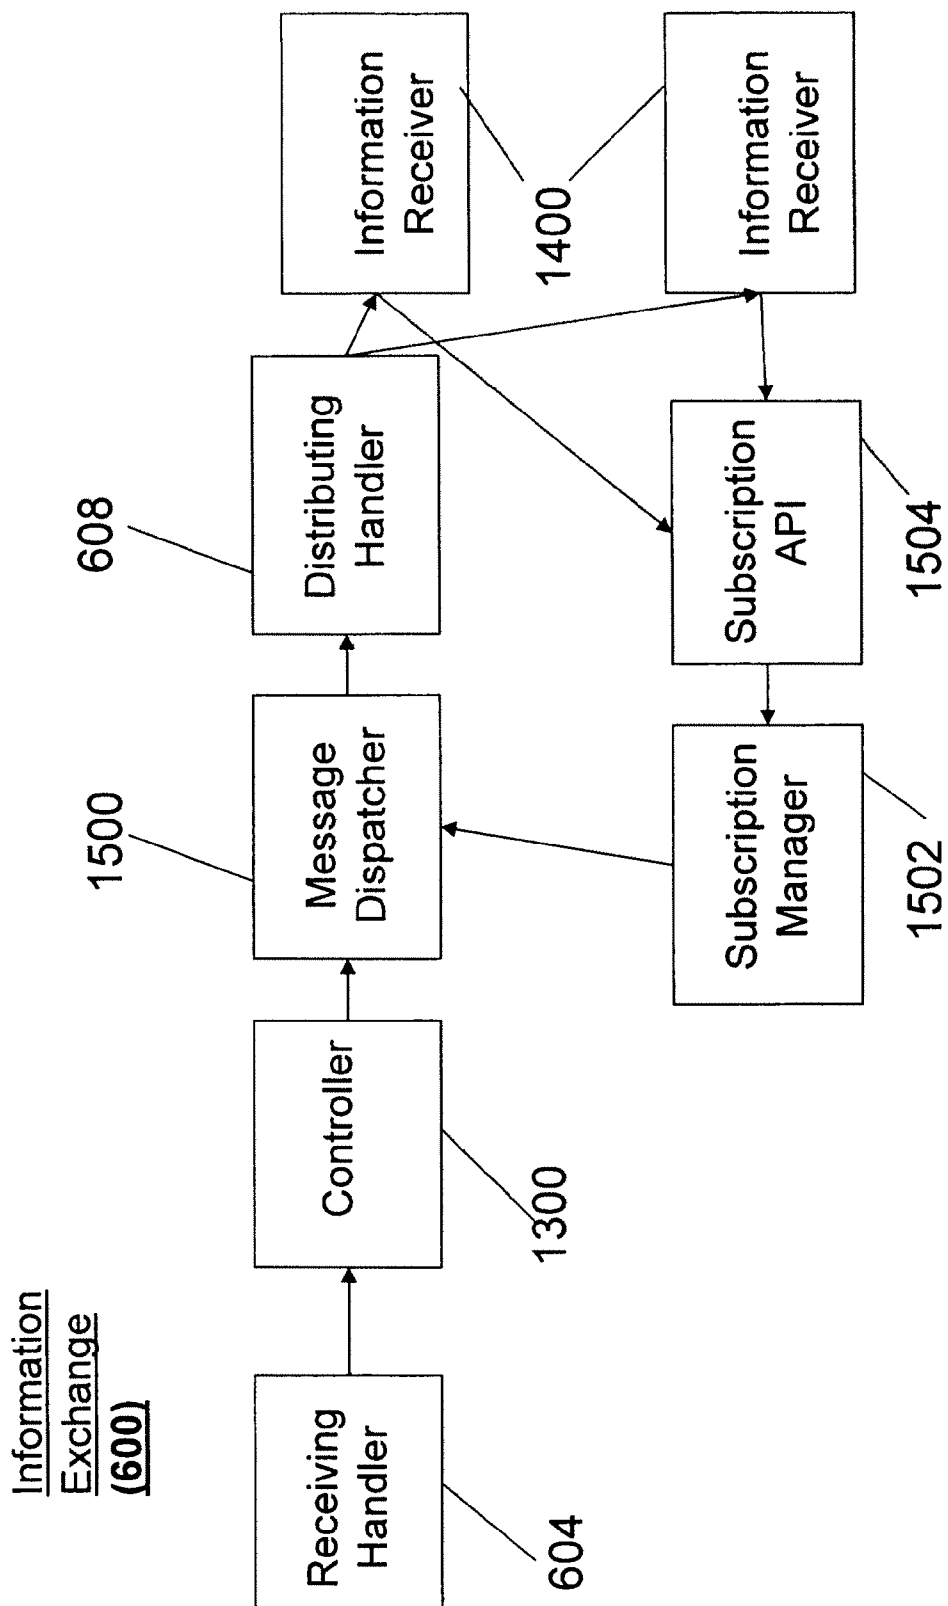 Information
Exchange
(600)
Receiving
Handler
604
Controller
1300
1500
Message
Dispatcher
608
Distributing
Handler
Information
Receiver
1400
Information
Receiver
Subscription
API
1504
Subscription
Manager
1502